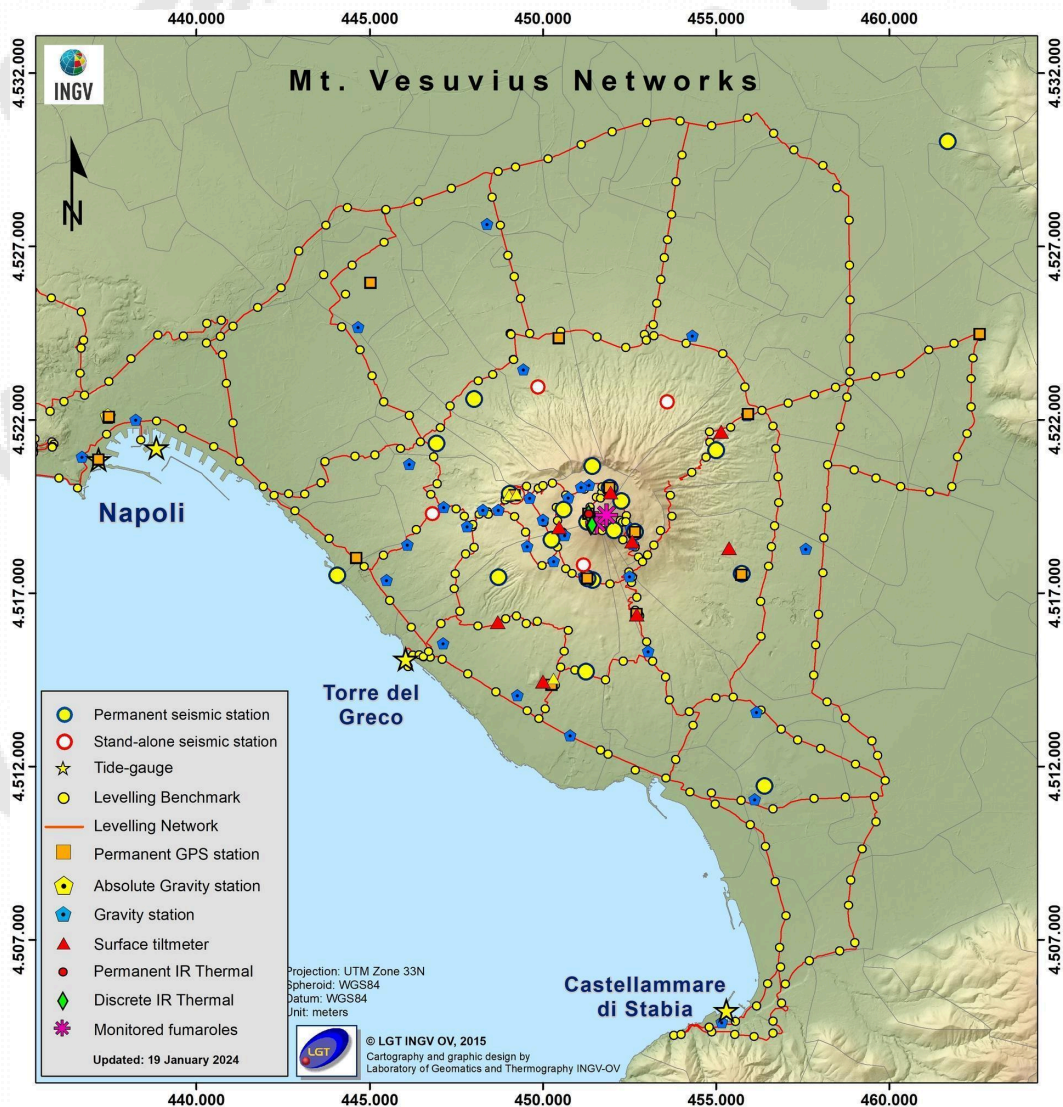 440.000
445.000
450.000
455.000
460.000
4.532.000
4.532.000
INGV
Mt. Vesuvius Networks
N
4.527.000
4.527.000
4.522.000
4.522.000
Napoli
4.517.000
4.517.000
Torre del
Greco
Permanent seismic station
Stand-alone seismic station
Tide-gauge
Levelling Benchmark
Levelling Network
Permanent GPS station
Absolute Gravity station
Gravity station
Surface tiltmeter
Permanent IR Thermal
Discrete IR Thermal
Monitored fumaroles
Updated: 19 January 2024
4.512.000
4.512.000
4.507.000
4.507.000
Projection: UTM Zone 33N
Spheroid: WGS84
Datum: WGS84
Unit: meters
Castellammare
di Stabia
LGT
© LGT INGV OV, 2015
Cartography and graphic design by
Laboratory of Geomatics and Thermography INGV-OV
440.000
445.000
450.000
455.000
460.000